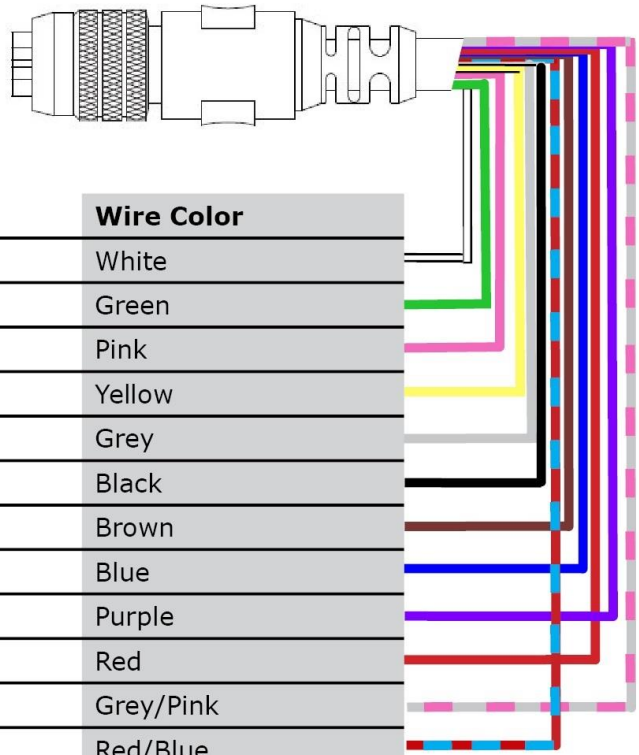 Wire Color
White
Green
Pink
Yellow
Grey
Black
Brown
Blue
Purple
Red
Grey/Pink
Red/Blue